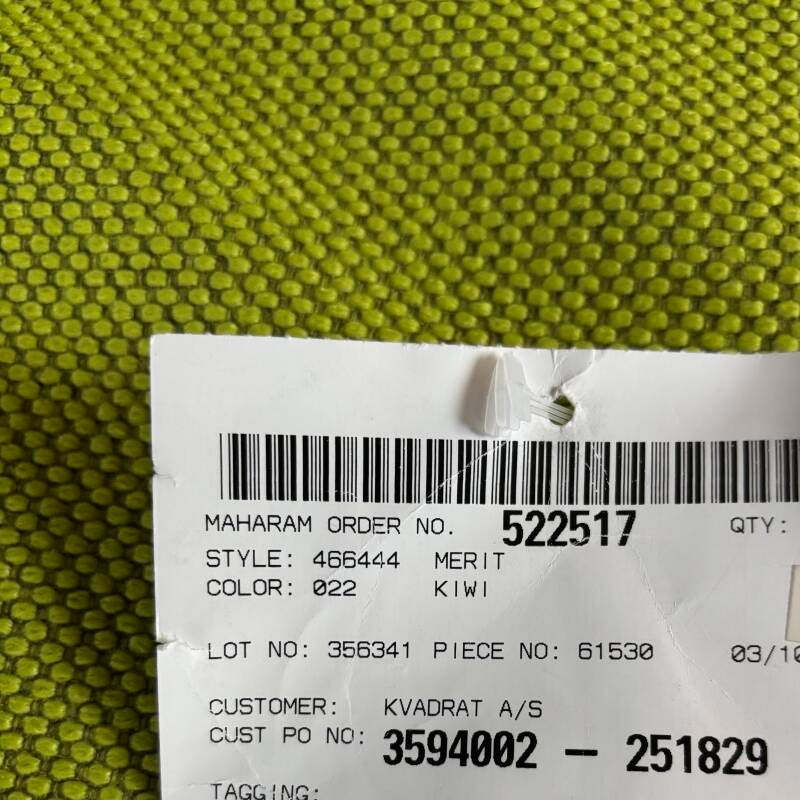 MAHARAM ORDER NO. 522517 QTY:
STYLE: 466444 MERIT
COLOR: 022 KIWI
LOT NO: 356341 PIECE NO: 61530 03/10
CUSTOMER: KVADRAT A/S
CUST PO NO: 3594002 - 251829
TAGGING: